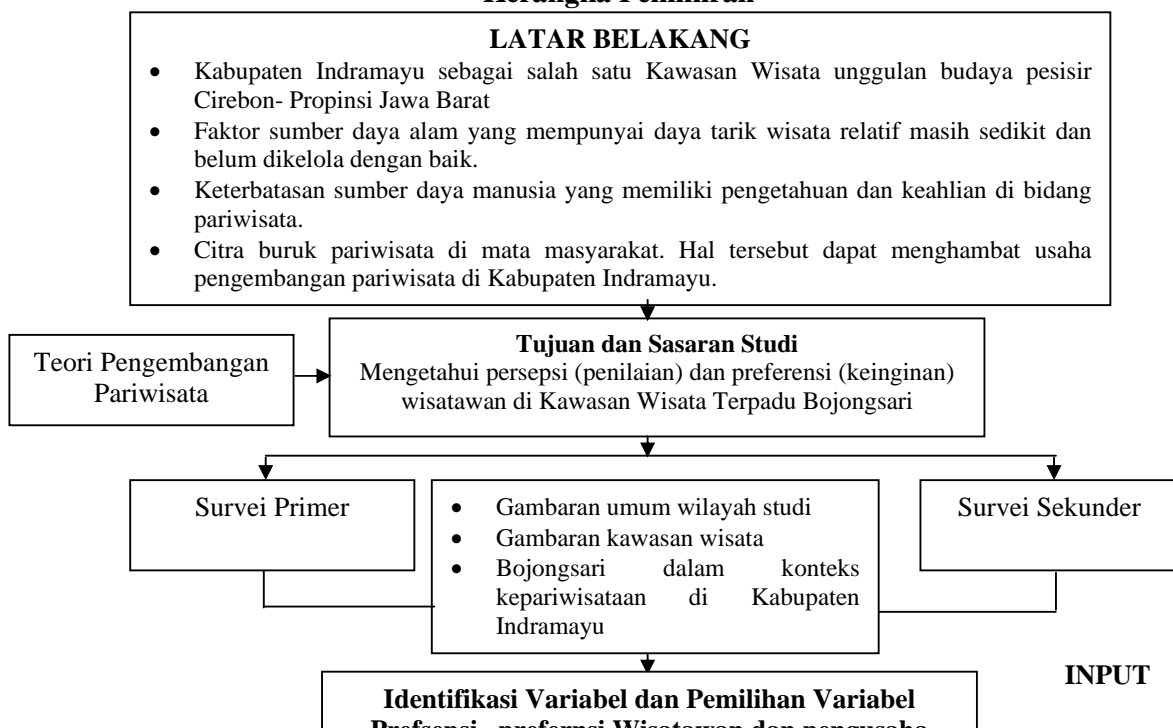 Kerangka Pemikiran
LATAR BELAKANG
• Kabupaten Indramayu sebagai salah satu Kawasan Wisata unggulan budaya pesisir
Cirebon- Propinsi Jawa Barat
• Faktor sumber daya alam yang mempunyai daya tarik wisata relatif masih sedikit dan
belum dikelola dengan baik.
• Keterbatasan sumber daya manusia yang memiliki pengetahuan dan keahlian di bidang
pariwisata.
• Citra buruk pariwisata di mata masyarakat. Hal tersebut dapat menghambat usaha
pengembangan pariwisata di Kabupaten Indramayu.
Teori Pengembangan
Pariwisata
Tujuan dan Sasaran Studi
Mengetahui persepsi (penilaian) dan preferensi (keinginan)
wisatawan di Kawasan Wisata Terpadu Bojongsari
Survei Primer
• Gambaran umum wilayah studi
• Gambaran kawasan wisata
• Bojongsari dalam konteks
kepariwisataan di Kabupaten
Indramayu
Survei Sekunder
INPUT
Identifikasi Variabel dan Pemilihan Variabel
wisatawan dan pengusaha